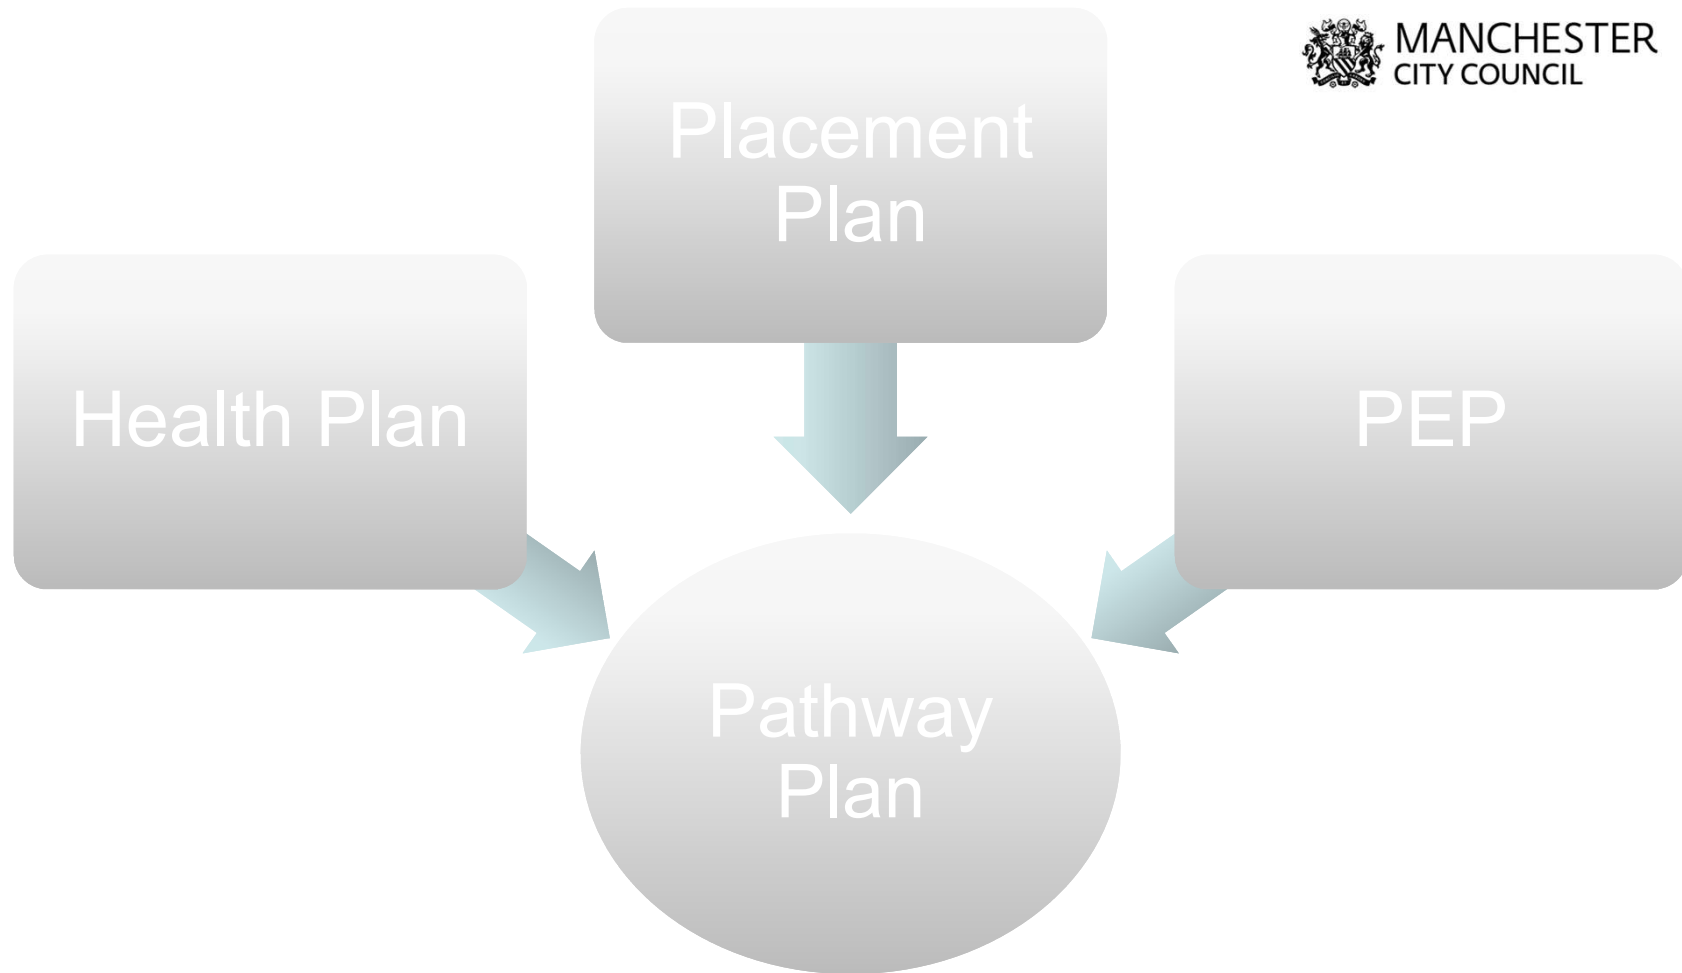 MANCHESTER
CITY COUNCIL
Placement
Plan
Health Plan
PEP
Pathway
Plan